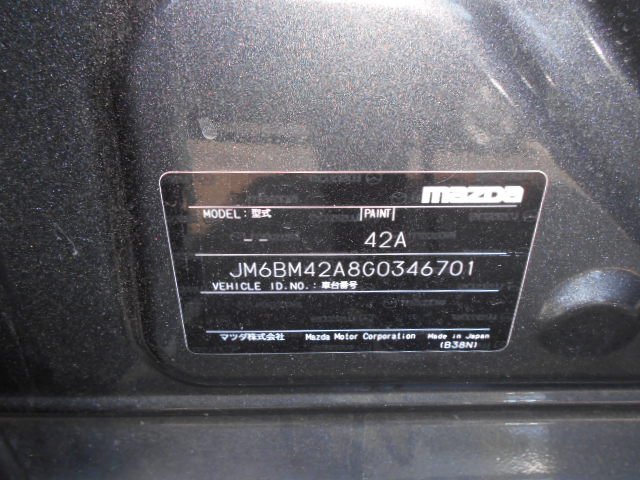 mazda
MODEL:型式 PAINT
-- 42A
JM6BM42A8G0346701
VEHICLE ID.NO.:車台番号
マツダ株式会社 Mazda Motor Corporation Made in Japan
(B38N)